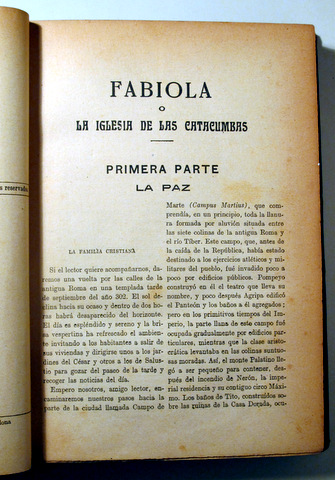 FABIOLA
O
LA IGLESIA DE LAS CATACUMBAS
PRIMERA PARTE
LA PAZ
LA FAMILIA CRISTIANA
Si el lector quiere acompañarnos, da-
remos una vuelta por las calles de la
antigua Roma en una templada tarde
de septiembre del año 302. El sol de-
clina hacia su ocaso y dentro de dos ho-
ras habrá desaparecido del horizonte.
El día es espléndido y sereno y la bri-
sa vespertina ha refrescado el ambien-
te invitando a los habitantes a salir de
sus viviendas y dirigirse unos a los jar-
dines del César y otros a los de Salus-
tio para gozar del paseo de la tarde y
recoger las noticias del día.
Empero nosotros, amigo lector, en-
caminaremos nuestros pasos hacia la
parte de la ciudad llamada Campo de
Marte (Campus Martius), que com-
prendía, en un principio, toda la llanu-
ra formada por aluvión situada entre
las siete colinas de la antigua Roma y
el río Tíber. Este campo, que, antes de
la caída de la República, había estado
destinado a los ejercicios atléticos y mi-
litares del pueblo, fué invadido poco a
poco por edificios públicos. Pompeyo
construyó en él el teatro que lleva su
nombre, y poco después Agripa edificó
el Panteón y los baños a él agregados;
pero en los primitivos tiempos del Im-
perio, la parte llana de este campo fué
ocupada gradualmente por edificios par-
ticulares, mientras que la clase aristo-
crática levantaba en las colinas suntuo-
sas moradas. Así, el monte Palatino lle-
gó a ser pequeño para contener, des-
pués del incendio de Nerón, la imperial
residencia y su contiguo circo Máxi-
mo. Los baños de Tito, construídos so-
bre las ruinas de la Casa Dorada, ocu-
s reservados
lona